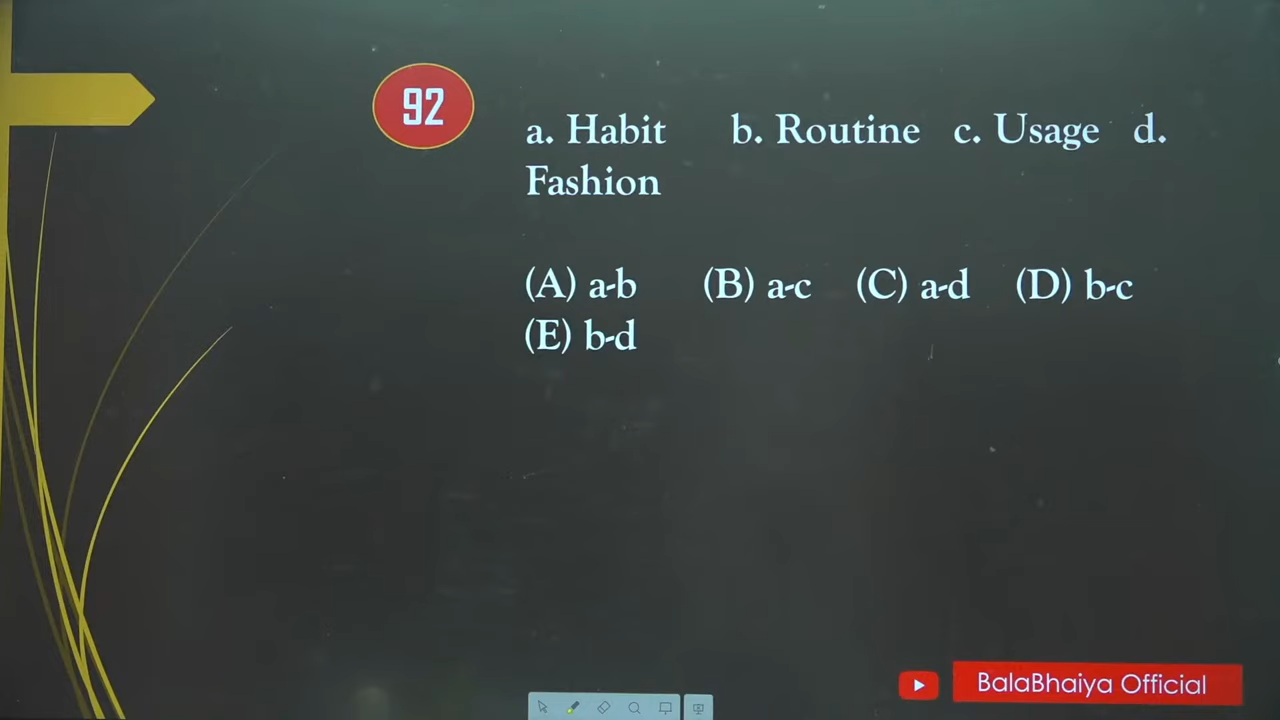 92
a. Habit b. Routine c. Usage d.
Fashion
(A) a-b (B) a-c (C) a-d (D) b-c
(E) b-d
BalaBhaiya Official